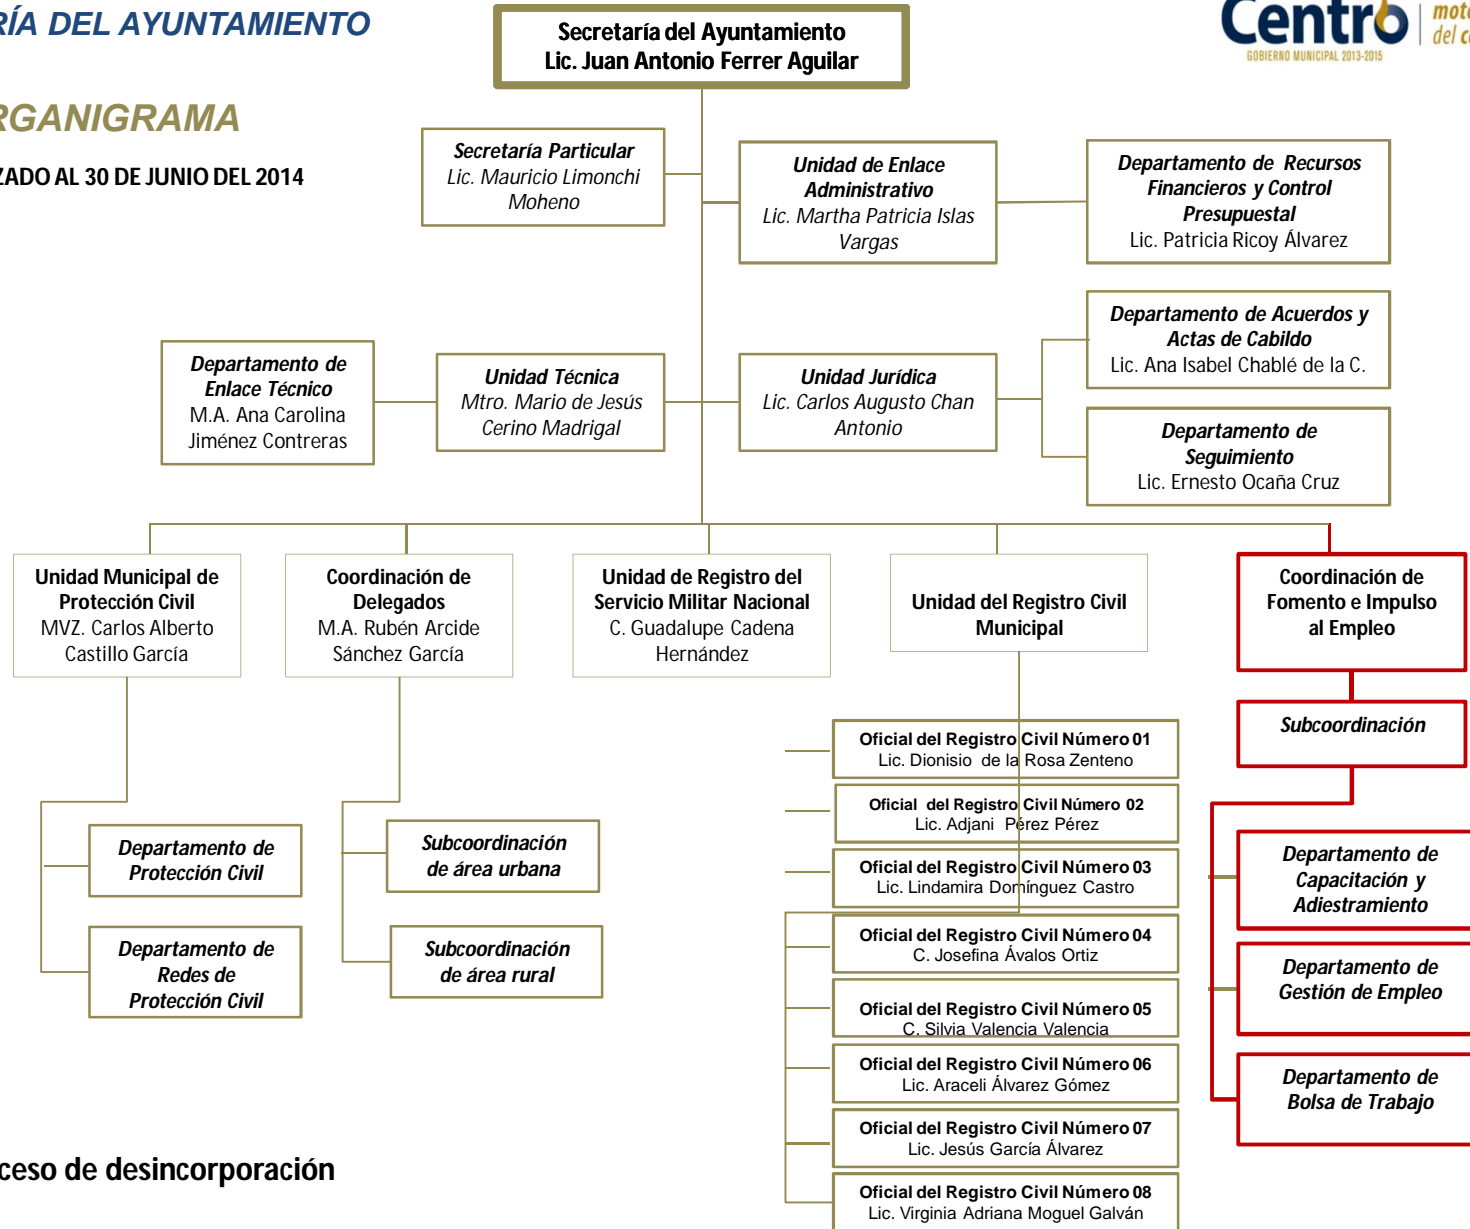 RÍA DEL AYUNTAMIENTO
Secretaría del Ayuntamiento
Lic. Juan Antonio Ferrer Aguilar
Centro
GOBIERNO MUNICIPAL 2013-2015
RGANIGRAMA
ZADO AL 30 DE JUNIO DEL 2014
Secretaría Particular
Lic. Mauricio Limonchi
Moheno
Unidad de Enlace
Administrativo
Lic. Martha Patricia Islas
Vargas
Departamento de Recursos
Financieros y Control
Presupuestal
Lic. Patricia Ricoy Álvarez
Departamento de Acuerdos y
Actas de Cabildo
Lic. Ana Isabel Chablé de la C.
Departamento de
Enlace Técnico
M.A. Ana Carolina
Jiménez Contreras
Unidad Técnica
Mtro. Mario de Jesús
Cerino Madrigal
Unidad Jurídica
Lic. Carlos Augusto Chan
Antonio
Departamento de
Seguimiento
Lic. Ernesto Ocaña Cruz
Unidad Municipal de
Protección Civil
MVZ. Carlos Alberto
Castillo García
Coordinación de
Delegados
M.A. Rubén Arcide
Sánchez García
Unidad de Registro del
Servicio Militar Nacional
C. Guadalupe Cadena
Hernández
Unidad del Registro Civil
Municipal
Coordinación de
Fomento e Impulso
al Empleo
Subcoordinación
Departamento de
Protección Civil
Departamento de
Redes de
Protección Civil
Subcoordinación
de área urbana
Subcoordinación
de área rural
Oficial del Registro Civil Número 01
Lic. Dionisio de la Rosa Zenteno
Oficial del Registro Civil Número 02
Lic. Adjani Pérez Pérez
Oficial del Registro Civil Número 03
Lic. Lindamira Domínguez Castro
Oficial del Registro Civil Número 04
C. Josefina Ávalos Ortiz
Oficial del Registro Civil Número 05
C. Silvia Valencia Valencia
Oficial del Registro Civil Número 06
Lic. Araceli Álvarez Gómez
Oficial del Registro Civil Número 07
Lic. Jesús García Álvarez
Oficial del Registro Civil Número 08
Lic. Virginia Adriana Moguel Galván
Departamento de
Capacitación y
Adiestramiento
Departamento de
Gestión de Empleo
Departamento de
Bolsa de Trabajo
ceso de desincorporación